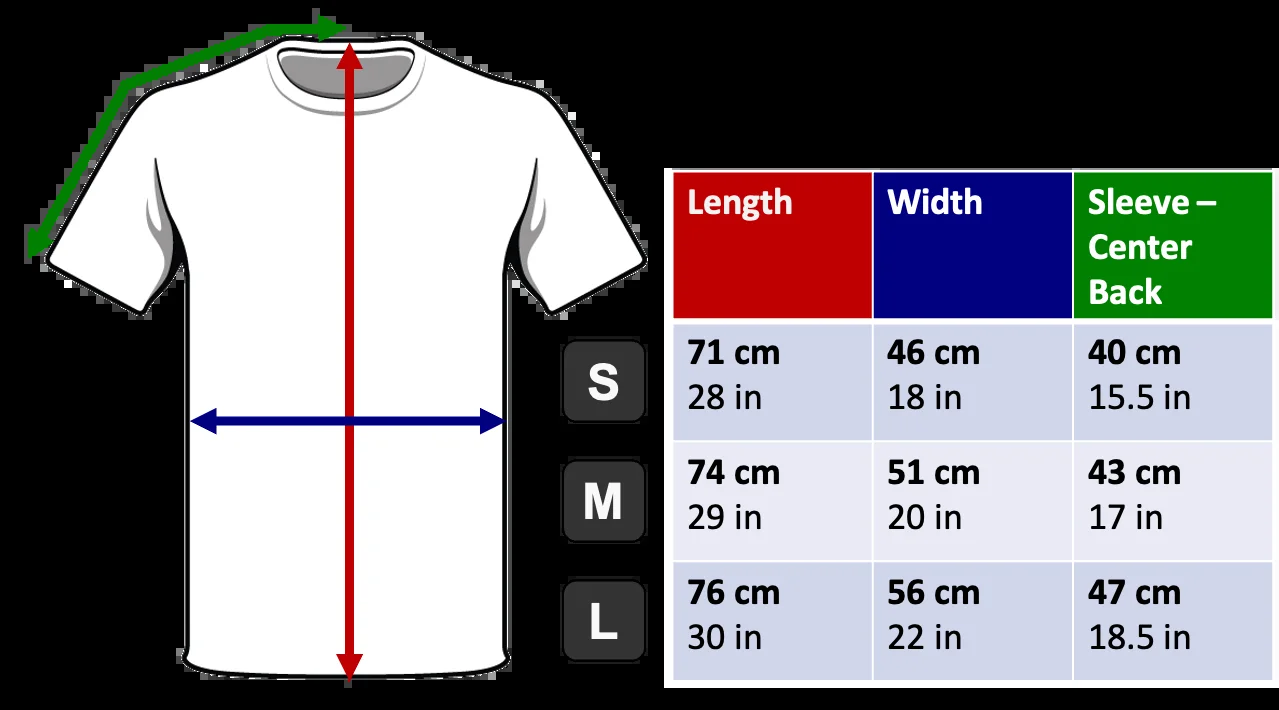 Length
Width
Sleeve –
Center
Back
S
71 cm
28 in
46 cm
18 in
40 cm
15.5 in
M
74 cm
29 in
51 cm
20 in
43 cm
17 in
L
76 cm
30 in
56 cm
22 in
47 cm
18.5 in